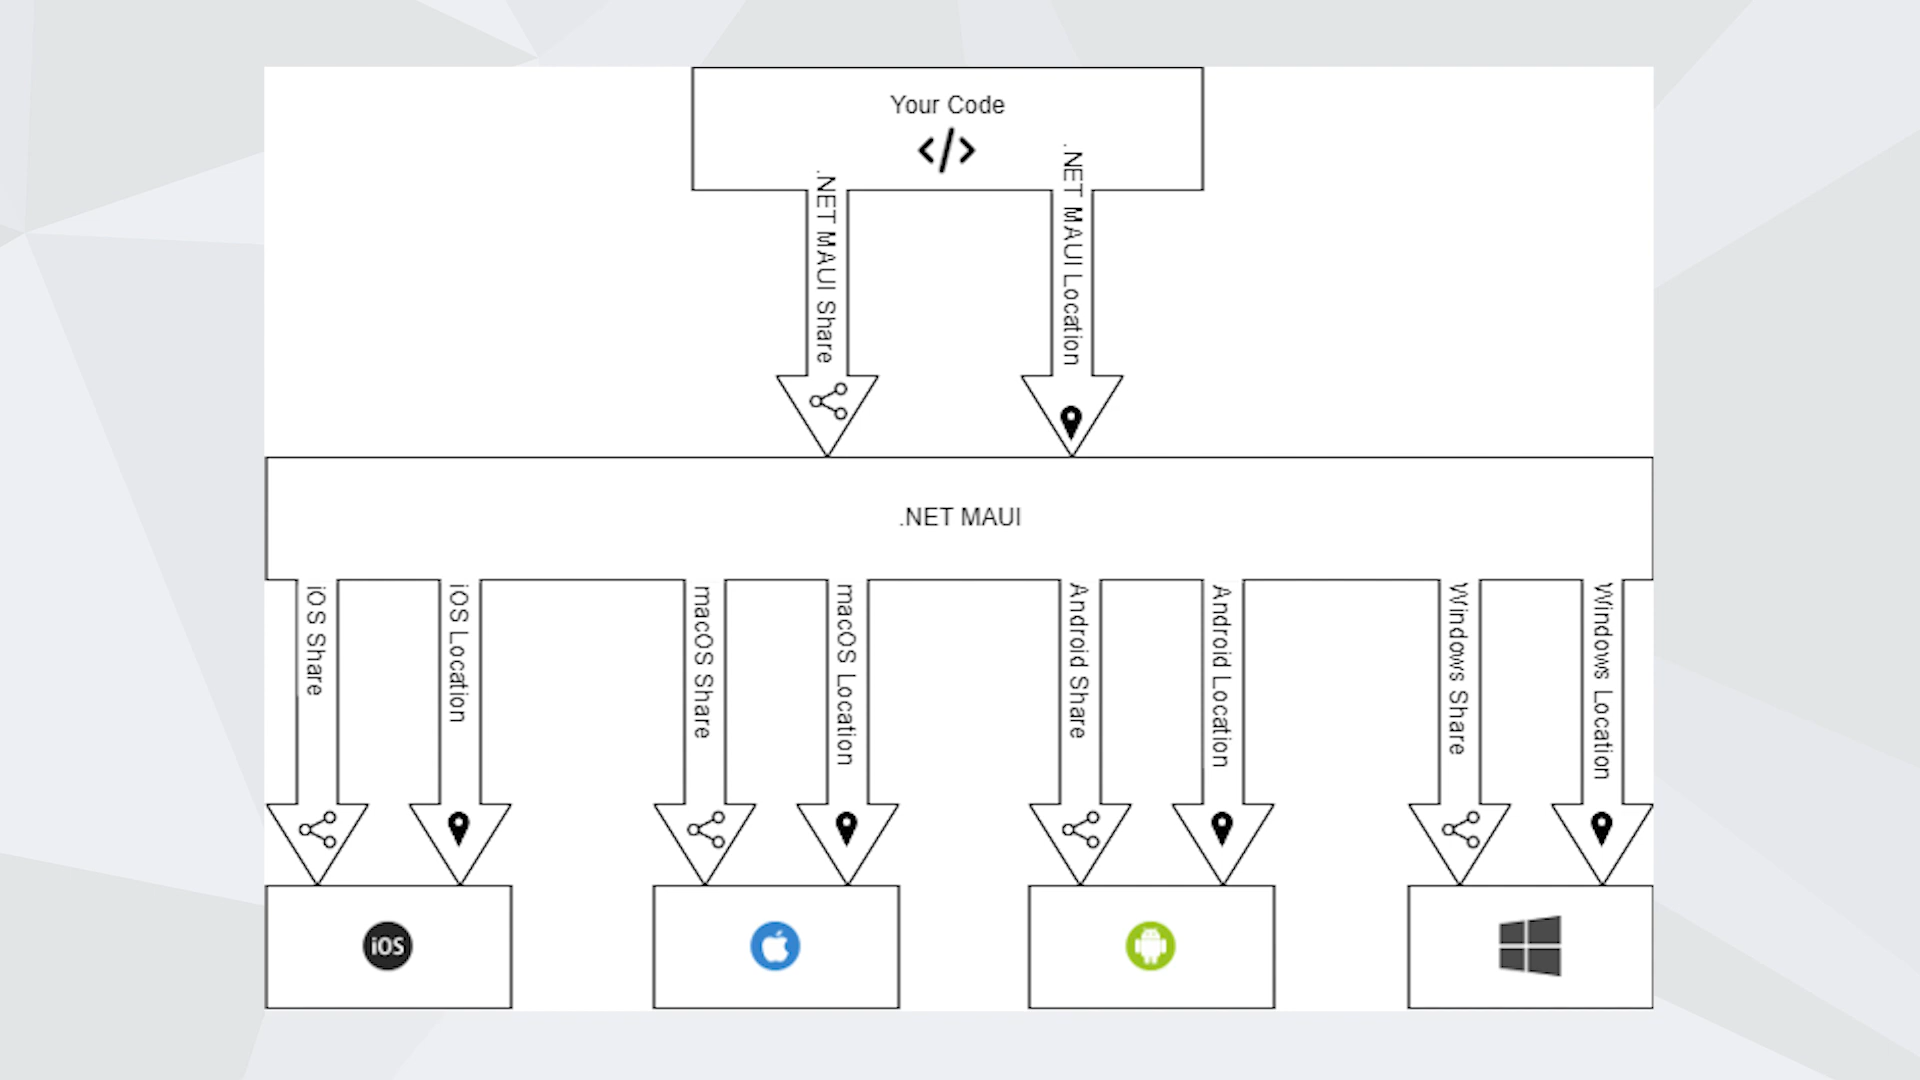 Your Code
</>
.NET MAUI Share
.NET MAUI Location
.NET MAUI
iOS Share
iOS Location
macOS Share
macOS Location
Android Share
Android Location
Windows Share
Windows Location
iOS